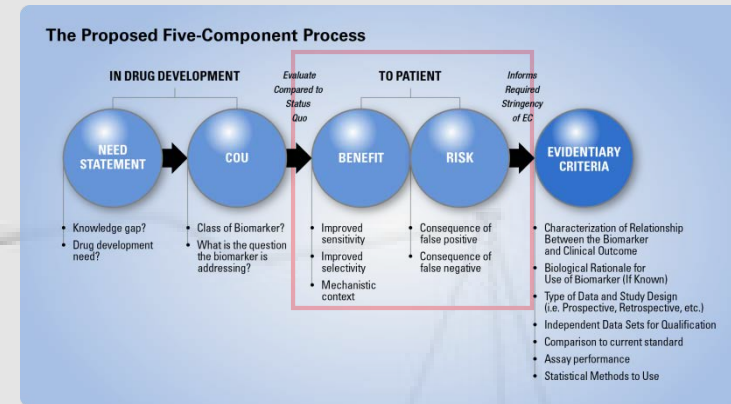 The Proposed Five-Component Process
IN DRUG DEVELOPMENT
Evaluate
Compared to
Status
Quo
TO PATIENT
Informs
Required
Stringency
of EC
NEED
STATEMENT
COU
BENEFIT
RISK
EVIDENTIARY
CRITERIA
• Knowledge gap?
• Drug development
need?
• Class of Biomarker?
• What is the question
the biomarker is
addressing?
• Improved
sensitivity
• Improved
selectivity
• Mechanistic
context
• Consequence of
false positive
• Consequence of
false negative
• Characterization of Relationship
Between the Biomarker
and Clinical Outcome
• Biological Rationale for
Use of Biomarker (If Known)
• Type of Data and Study Design
(i.e. Prospective, Retrospective, etc.)
• Independent Data Sets for Qualification
• Comparison to current standard
• Assay performance
• Statistical Methods to Use